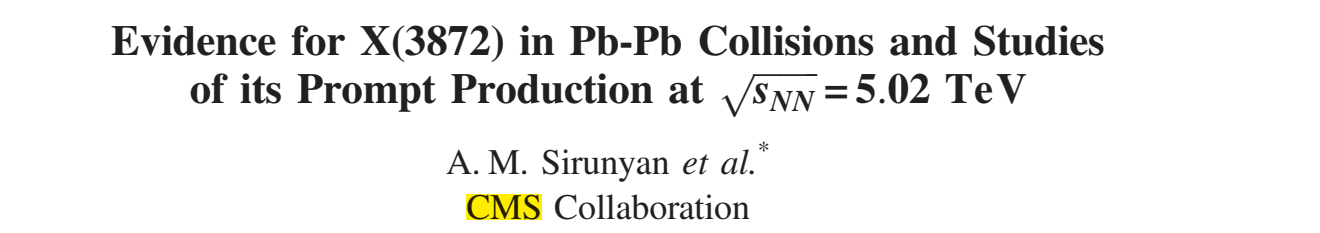 Evidence for X(3872) in Pb-Pb Collisions and Studies
of its Prompt Production at √sNN = 5.02 TeV
A. M. Sirunyan et al.*
CMS Collaboration